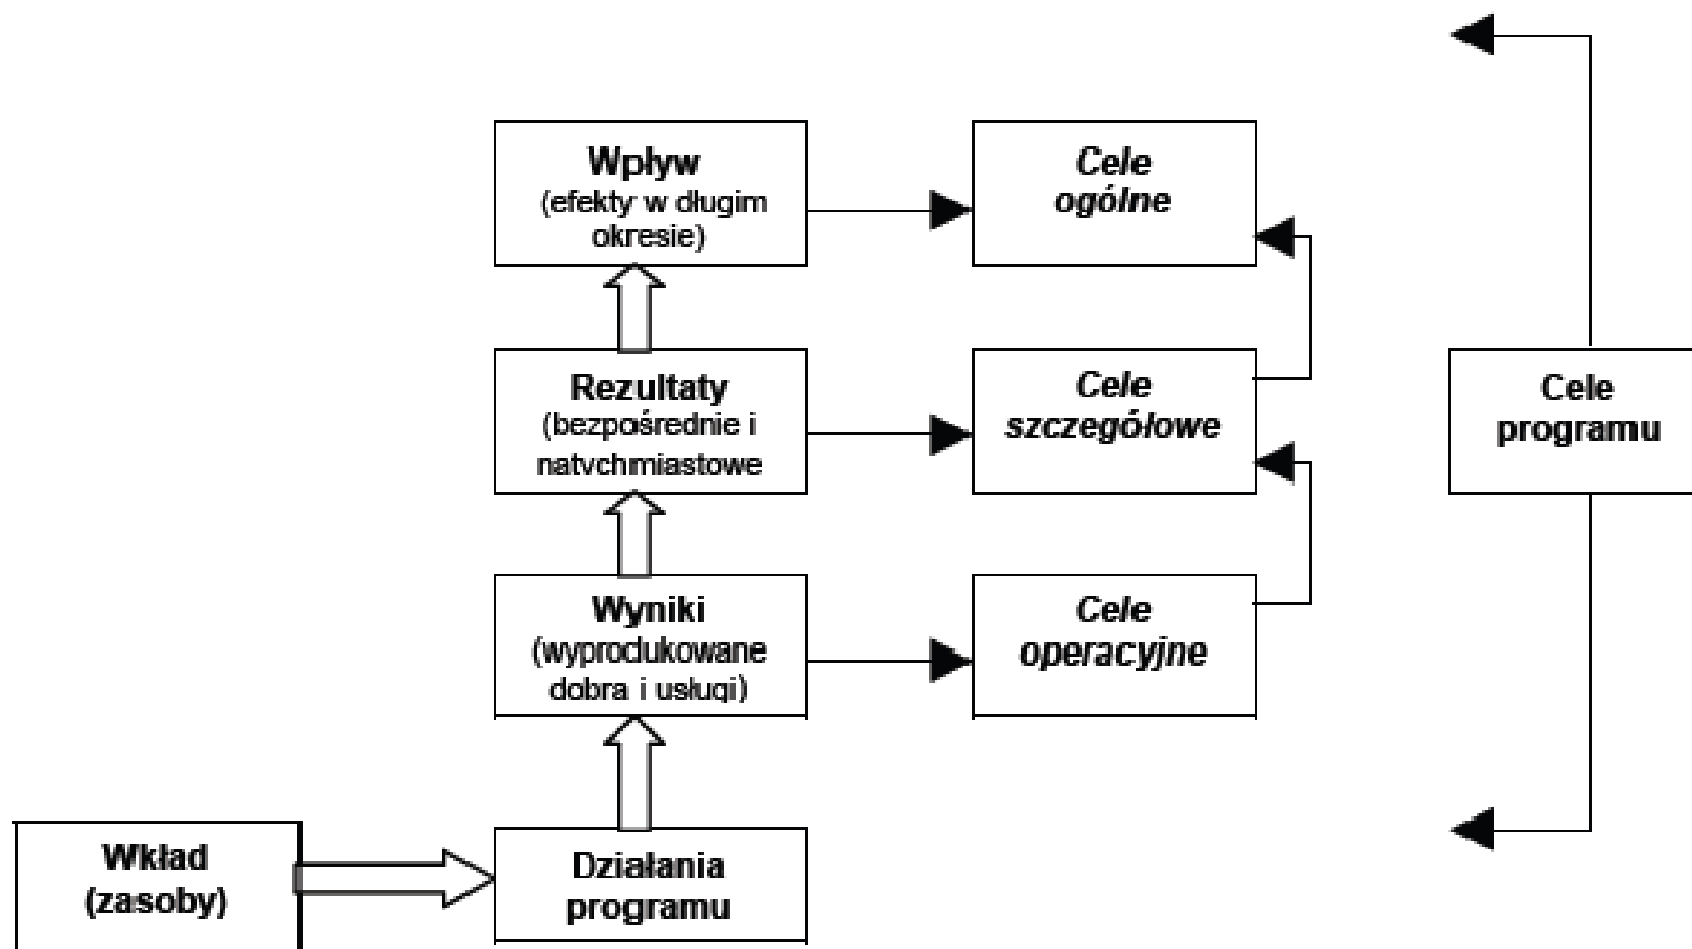 Wpływ
(efekty w długim
okresie)
Cele
ogólne
Rezultaty
(bezpośrednie i
natychmiastowe
Cele
szczegółowe
Cele
programu
Wyniki
(wyprodukowane
dobra i usługi)
Cele
operacyjne
Wkład
(zasoby)
Działania
programu